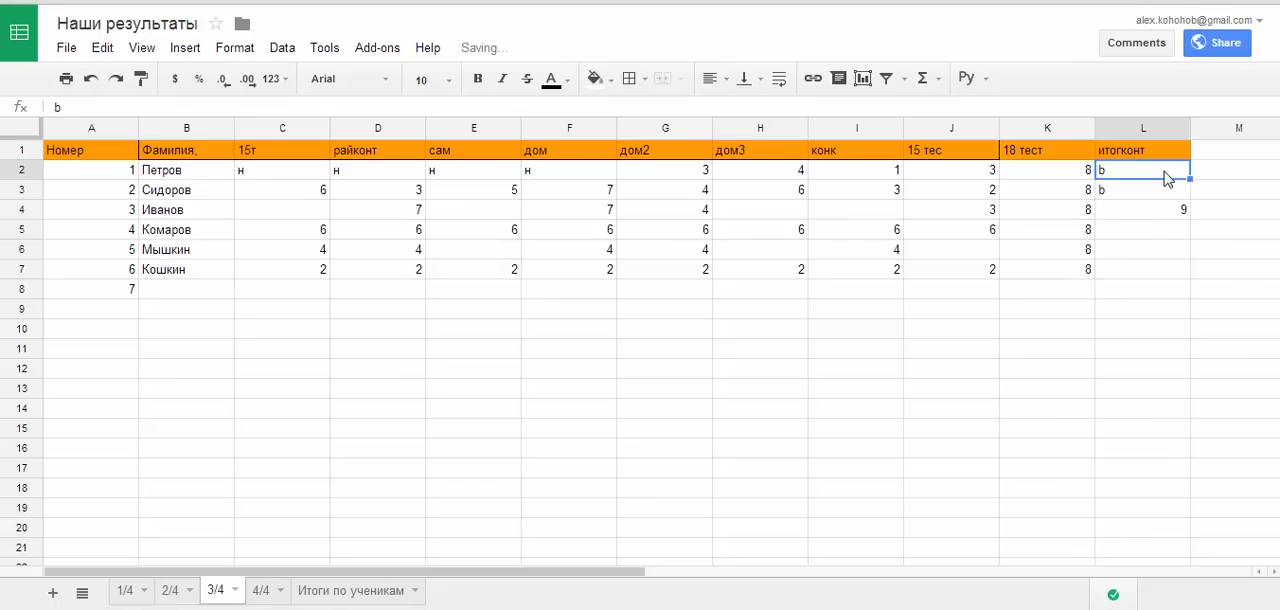 Наши результаты
alex.kohohob@gmail.com
File Edit View Insert Format Data Tools Add-ons Help Saving...
Comments Share
$ % .0 .00 123 Arial 10 B I S A Σ Ру
fx b
A B C D E F G H I J K L M
1 Номер Фамилия, 15т райконт сам дом дом2 дом3 конк 15 тес 18 тест итогконт
2 1 Петров н н н н 3 4 1 3 8 b
3 2 Сидоров 6 3 5 7 4 6 3 2 8 b
4 3 Иванов 7 7 4 3 8 9
5 4 Комаров 6 6 6 6 6 6 6 6 8
6 5 Мышкин 4 4 4 4 4 8
7 6 Кошкин 2 2 2 2 2 2 2 2 8
8 7
9
10
11
12
13
14
15
16
17
18
19
20
21
1/4 2/4 3/4 4/4 Итоги по ученикам